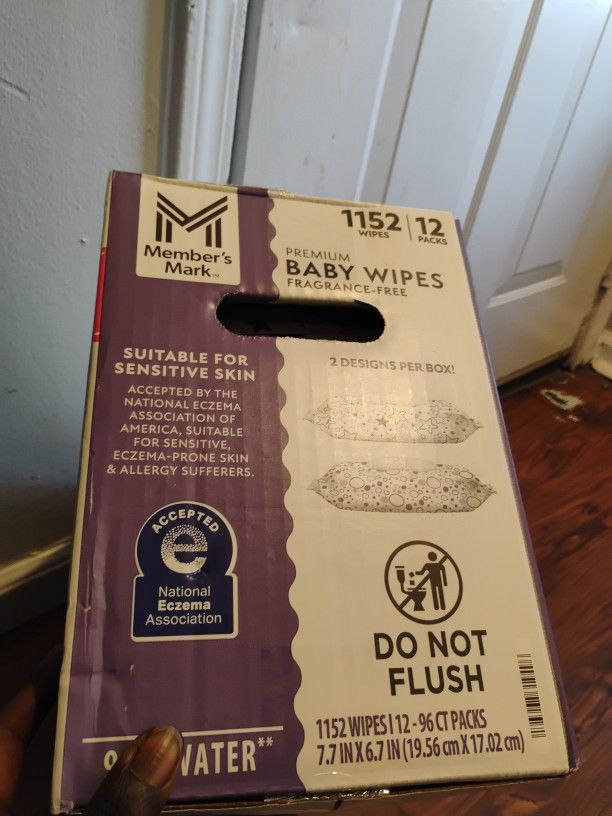 Member's
Mark™
1152 | 12
WIPES PACKS
PREMIUM
BABY WIPES
FRAGRANCE-FREE
SUITABLE FOR
SENSITIVE SKIN
ACCEPTED BY THE
NATIONAL ECZEMA
ASSOCIATION OF
AMERICA, SUITABLE
FOR SENSITIVE,
ECZEMA-PRONE SKIN
& ALLERGY SUFFERERS.
2 DESIGNS PER BOX!
ACCEPTED
e
National
Eczema
Association
DO NOT
FLUSH
WATER**
1152 WIPES | 12 - 96 CT PACKS
7.7 IN X 6.7 IN (19.56 cm X 17.02 cm)